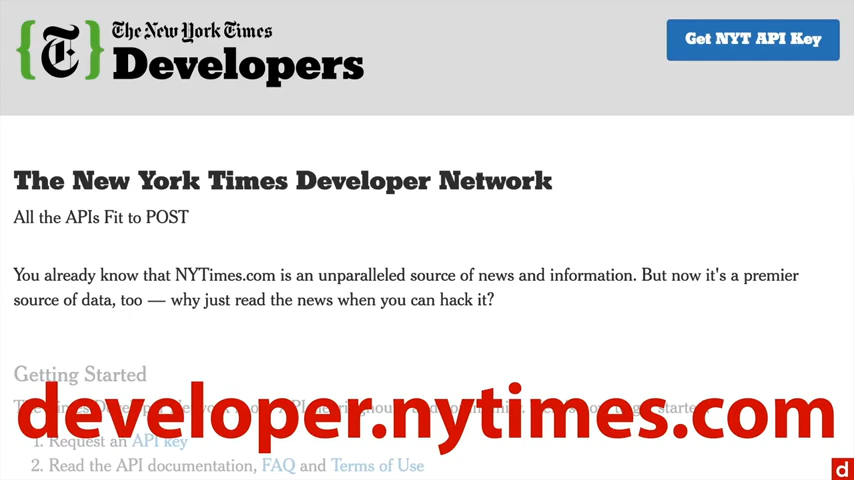 The New York Times
{T} Developers
Get NYT API Key
The New York Times Developer Network
All the APIs Fit to POST
You already know that NYTimes.com is an unparalleled source of news and information. But now it's a premier
source of data, too — why just read the news when you can hack it?
Getting Started
developer.nytimes.com
1. Request an API key
2. Read the API documentation, FAQ and Terms of Use
d